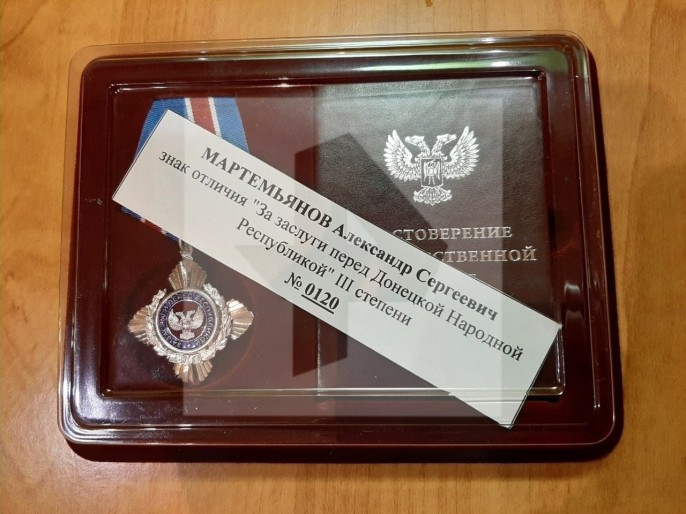 МАРТЕМЬЯНОВ Александр Сергеевич
знак отличия "За заслуги перед Донецкой Народной
Республикой" III степени
№ 0120
СТОВЕРЕНИЕ
СТВЕННОЙ